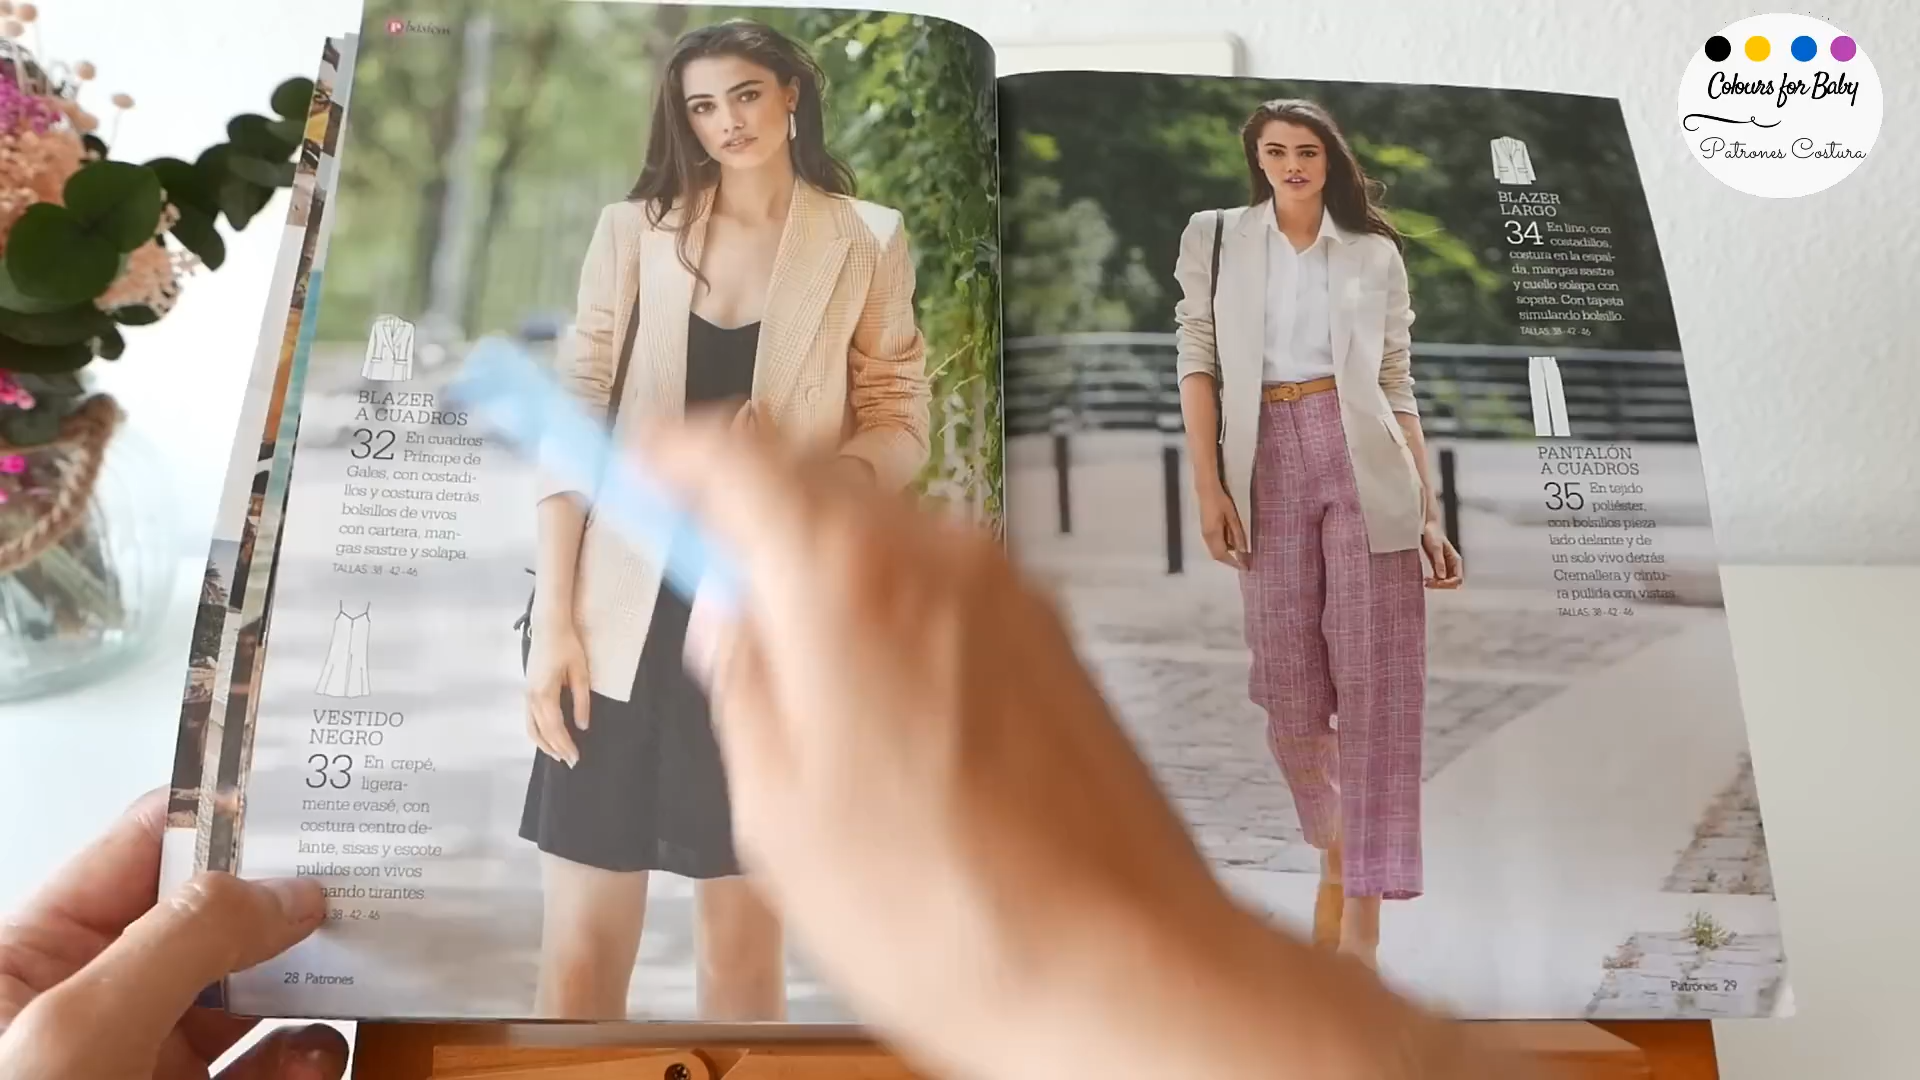 básicos
BLAZER
A CUADROS
32 En cuadros
Príncipe de
Gales, con costadi-
llos y costura detrás
bolsillos de vivos
con cartera, man-
gas sastre y solapa.
TALLAS: 38 - 42 - 46
VESTIDO
NEGRO
33 En crepé,
ligera-
mente evasé, con
costura centro de-
lante, sisas y escote
pulidos con vivos
mando tirantes.
38 - 42 - 46
28 Patrones
BLAZER
LARGO
34 En lino, con
costadillos,
costura en la espal-
da, mangas sastre
y cuello solapa con
sopata. Con tapeta
simulando bolsillo.
TALLAS: 38 - 42 - 46
PANTALÓN
A CUADROS
35 En tejido
poliéster,
con bolsillos pieza
lado delante y de
un solo vivo detrás.
Cremallera y cintu-
ra pulida con vistas.
TALLAS: 38 - 42 - 46
Patrones 29
Colours for Baby
Patrones Costura